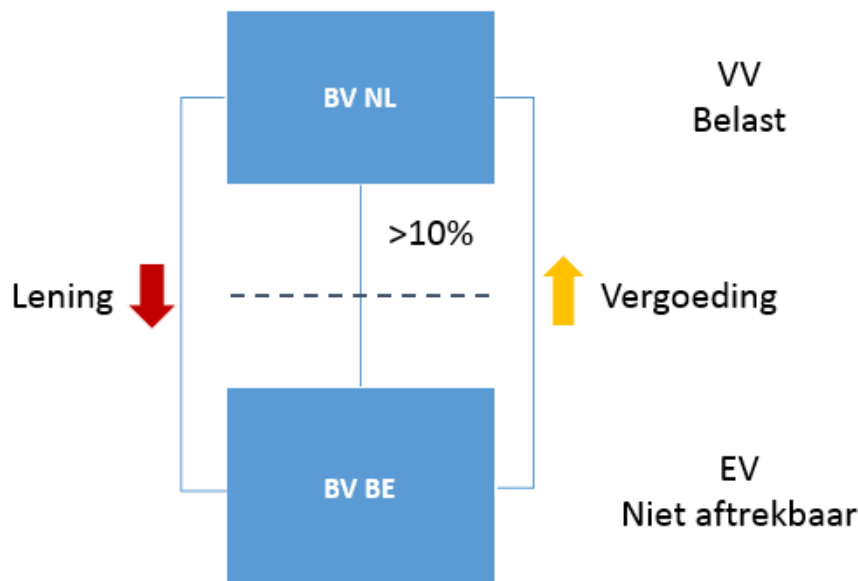 BV NL
VV
Belast
>10%
Lening
Vergoeding
BV BE
EV
Niet aftrekbaar